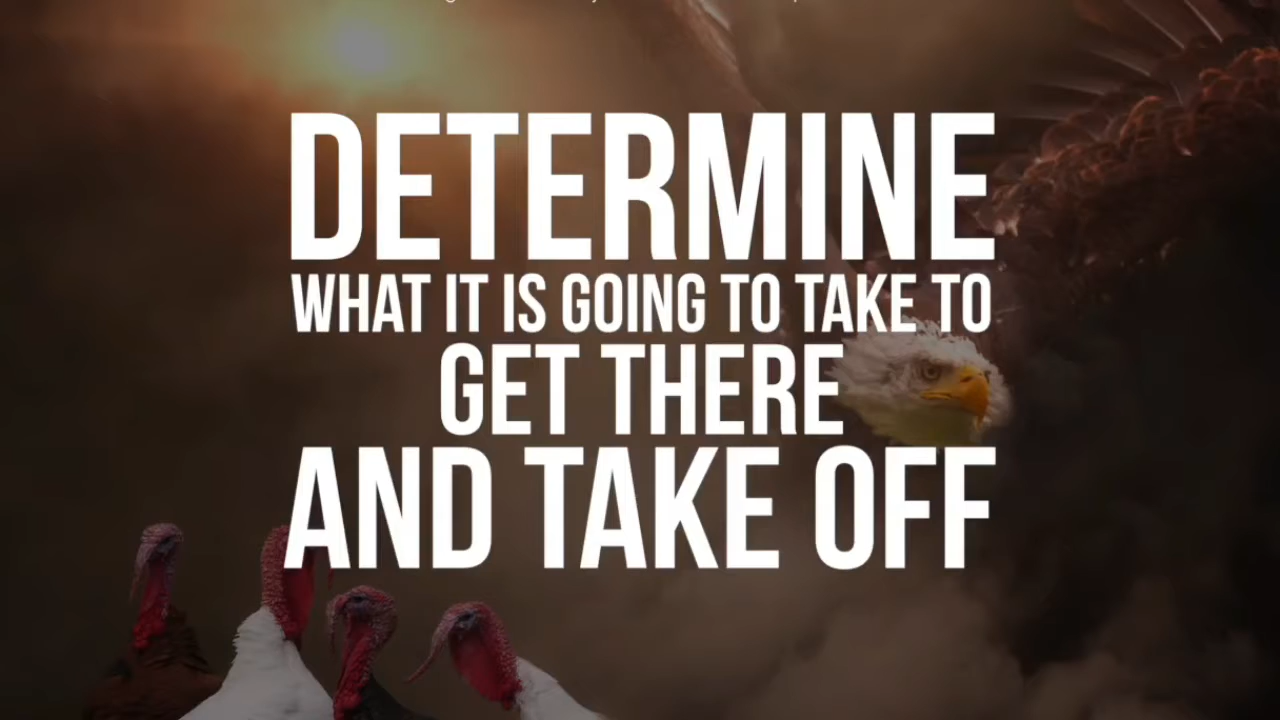 DETERMINE
WHAT IT IS GOING TO TAKE TO
GET THERE
AND TAKE OFF